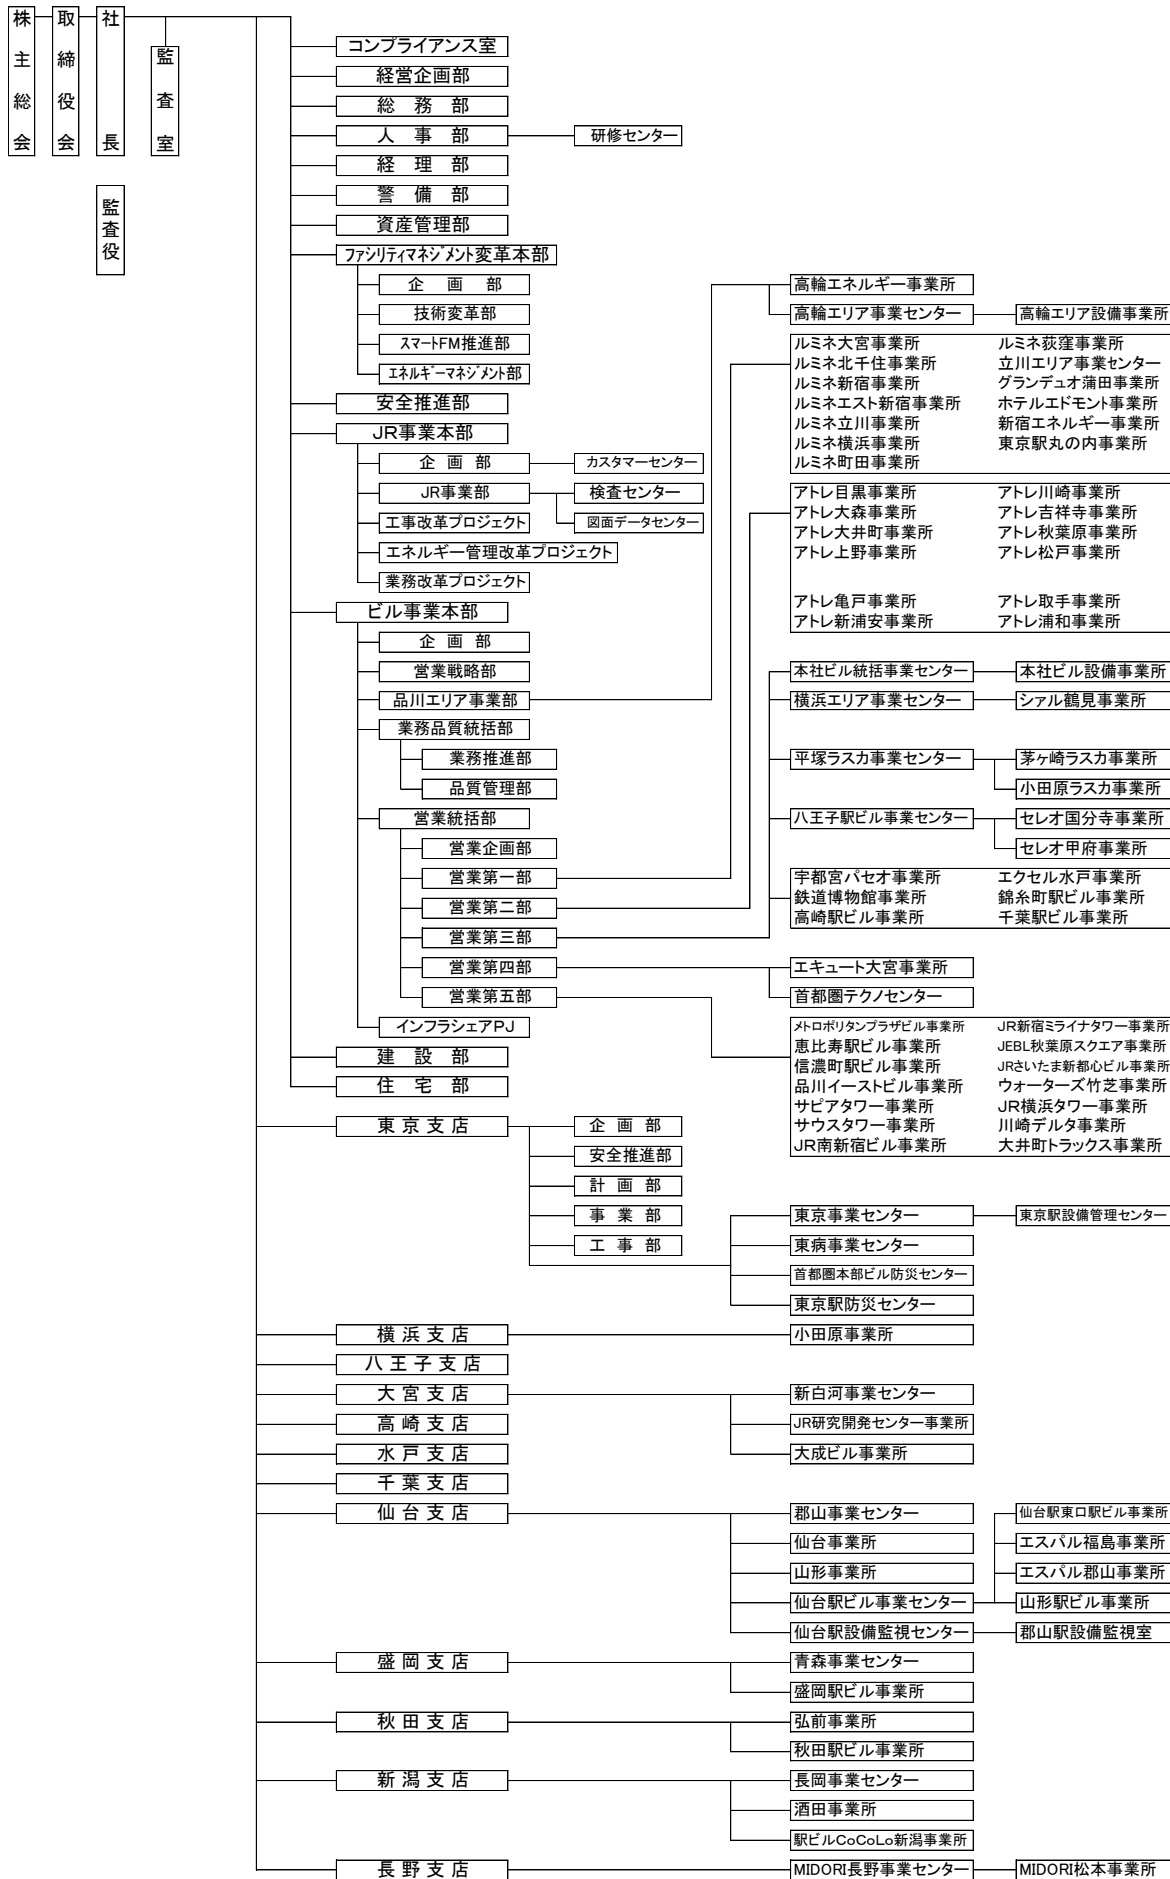 株主総会
取締役会
社長
監査室
監査役
コンプライアンス室
経営企画部
総務部
人事部
研修センター
経理部
警備部
資産管理部
ファシリティマネジメント変革本部
企画部
技術変革部
スマートFM推進部
エネルギーマネジメント部
安全推進部
JR事業本部
企画部
カスタマーセンター
JR事業部
検査センター
図面データセンター
工事改革プロジェクト
エネルギー管理改革プロジェクト
業務改革プロジェクト
ビル事業本部
企画部
営業戦略部
品川エリア事業部
業務品質統括部
業務推進部
品質管理部
営業統括部
営業企画部
営業第一部
営業第二部
営業第三部
営業第四部
営業第五部
インフラシェアPJ
建設部
住宅部
高輪エネルギー事業所
高輪エリア事業センター
高輪エリア設備事業所
ルミネ大宮事業所 ルミネ荻窪事業所
ルミネ北千住事業所 立川エリア事業センター
ルミネ新宿事業所 グランデュオ蒲田事業所
ルミネエスト新宿事業所 ホテルエドモント事業所
ルミネ立川事業所 新宿エネルギー事業所
ルミネ横浜事業所 東京駅丸の内事業所
ルミネ町田事業所
アトレ目黒事業所 アトレ川崎事業所
アトレ大森事業所 アトレ吉祥寺事業所
アトレ大井町事業所 アトレ秋葉原事業所
アトレ上野事業所 アトレ松戸事業所
アトレ亀戸事業所 アトレ取手事業所
アトレ新浦安事業所 アトレ浦和事業所
本社ビル統括事業センター 本社ビル設備事業所
横浜エリア事業センター シァル鶴見事業所
平塚ラスカ事業センター 茅ヶ崎ラスカ事業所
小田原ラスカ事業所
八王子駅ビル事業センター セレオ国分寺事業所
セレオ甲府事業所
宇都宮パセオ事業所 エクセル水戸事業所
鉄道博物館事業所 錦糸町駅ビル事業所
高崎駅ビル事業所 千葉駅ビル事業所
エキュート大宮事業所
首都圏テクノセンター
メトロポリタンプラザビル事業所 JR新宿ミライナタワー事業所
恵比寿駅ビル事業所 JEBL秋葉原スクエア事業所
信濃町駅ビル事業所 JRさいたま新都心ビル事業所
品川イーストビル事業所 ウォーターズ竹芝事業所
サピアタワー事業所 JR横浜タワー事業所
サウスタワー事業所 川崎デルタ事業所
JR南新宿ビル事業所 大井町トラックス事業所
東京支店
企画部
安全推進部
計画部
事業部
工事部
東京事業センター 東京駅設備管理センター
東病事業センター
首都圏本部ビル防災センター
東京駅防災センター
横浜支店 小田原事業所
八王子支店
大宮支店 新白河事業センター
高崎支店 JR研究開発センター事業所
水戸支店 大成ビル事業所
千葉支店
仙台支店 郡山事業センター 仙台駅東口駅ビル事業所
仙台事業所 エスパル福島事業所
山形事業所 エスパル郡山事業所
仙台駅ビル事業センター 山形駅ビル事業所
仙台駅設備監視センター 郡山駅設備監視室
盛岡支店 青森事業センター
盛岡駅ビル事業所
秋田支店 弘前事業所
秋田駅ビル事業所
新潟支店 長岡事業センター
酒田事業所
駅ビルCoCoLo新潟事業所
長野支店 MIDORI長野事業センター MIDORI松本事業所